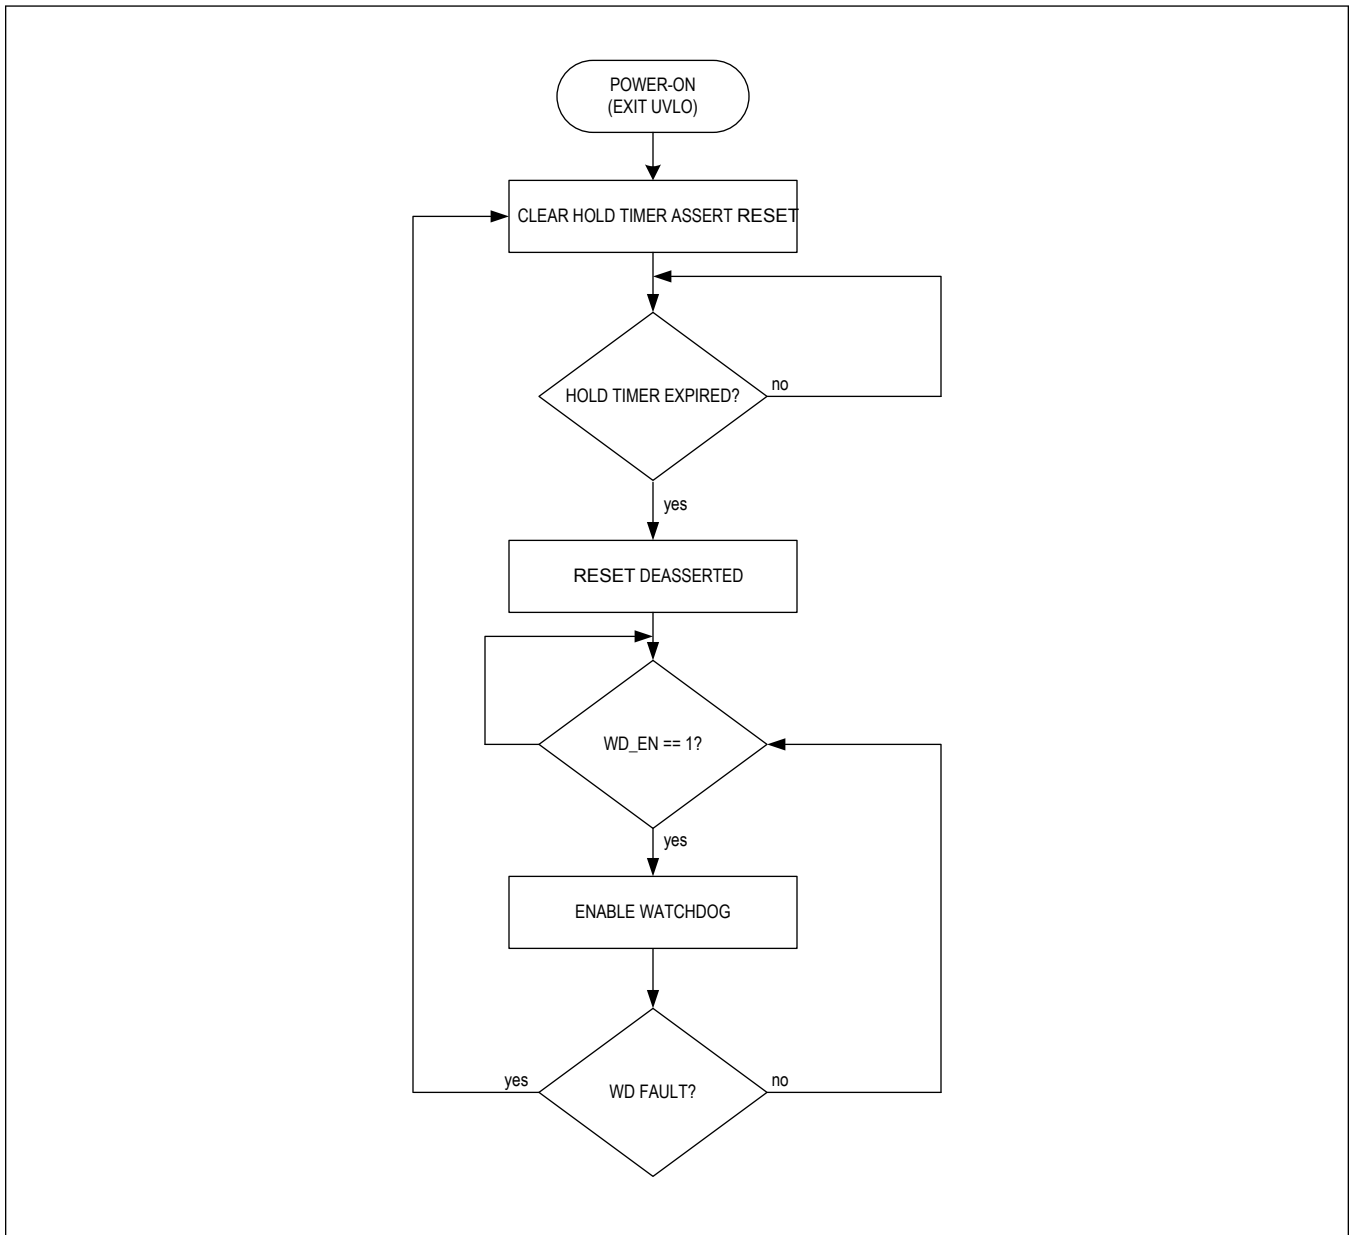 POWER-ON
(EXIT UVLO)
CLEAR HOLD TIMER ASSERT RESET
HOLD TIMER EXPIRED?
no
yes
RESET DEASSERTED
WD_EN == 1?
yes
ENABLE WATCHDOG
yes
WD FAULT?
no